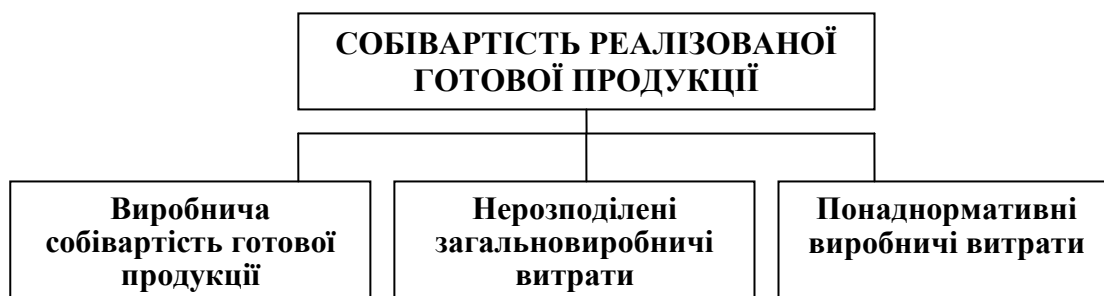 СОБІВАРТІСТЬ РЕАЛІЗОВАНОЇ
ГОТОВОЇ ПРОДУКЦІЇ
Виробнича
собівартість готової
продукції
Нерозподілені
загальновиробничі
витрати
Понаднормативні
виробничі витрати